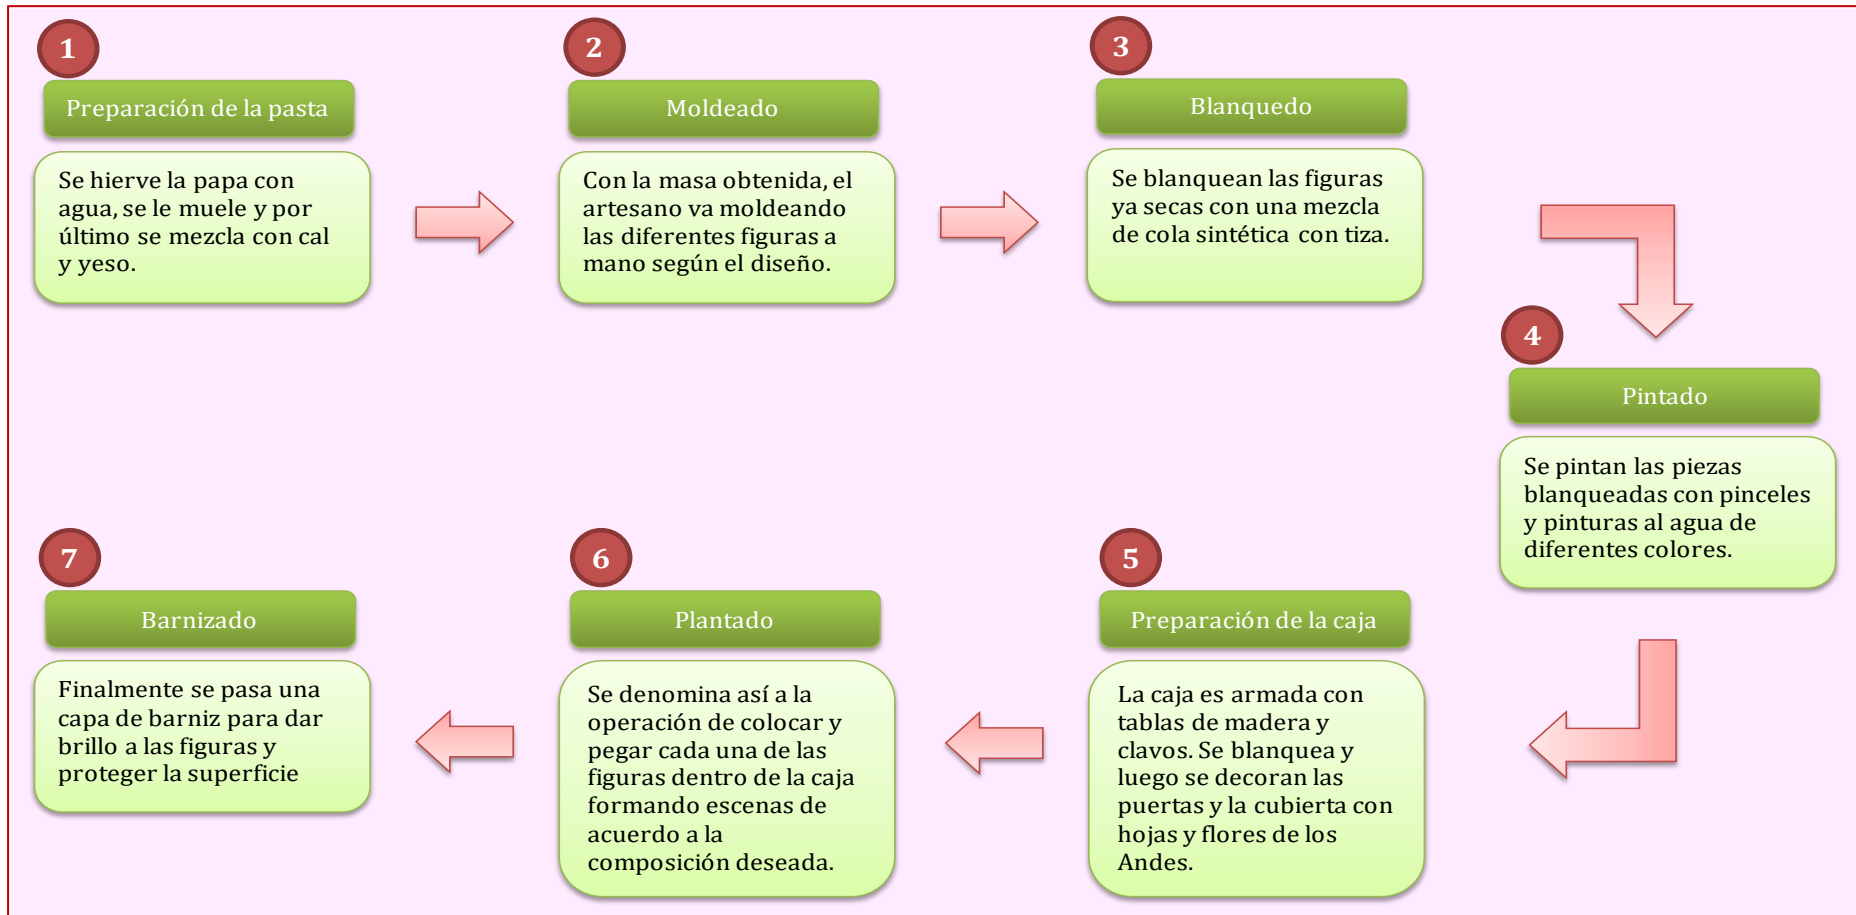 1
Preparación de la pasta
Se hierve la papa con
agua, se le muele y por
último se mezcla con cal
y yeso.
2
Moldeado
Con la masa obtenida, el
artesano va moldeando
las diferentes figuras a
mano según el diseño.
3
Blanquedo
Se blanquean las figuras
ya secas con una mezcla
de cola sintética con tiza.
4
Pintado
Se pintan las piezas
blanqueadas con pinceles
y pinturas al agua de
diferentes colores.
5
Preparación de la caja
La caja es armada con
tablas de madera y
clavos. Se blanquea y
luego se decoran las
puertas y la cubierta con
hojas y flores de los
Andes.
6
Plantado
Se denomina así a la
operación de colocar y
pegar cada una de las
figuras dentro de la caja
formando escenas de
acuerdo a la
composición deseada.
7
Barnizado
Finalmente se pasa una
capa de barniz para dar
brillo a las figuras y
proteger la superficie